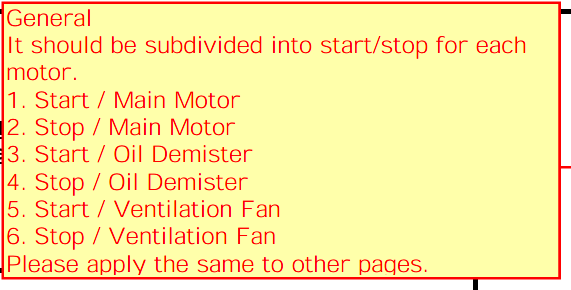 General
It should be subdivided into start/stop for each
motor.
1. Start / Main Motor
2. Stop / Main Motor
3. Start / Oil Demister
4. Stop / Oil Demister
5. Start / Ventilation Fan
6. Stop / Ventilation Fan
Please apply the same to other pages.